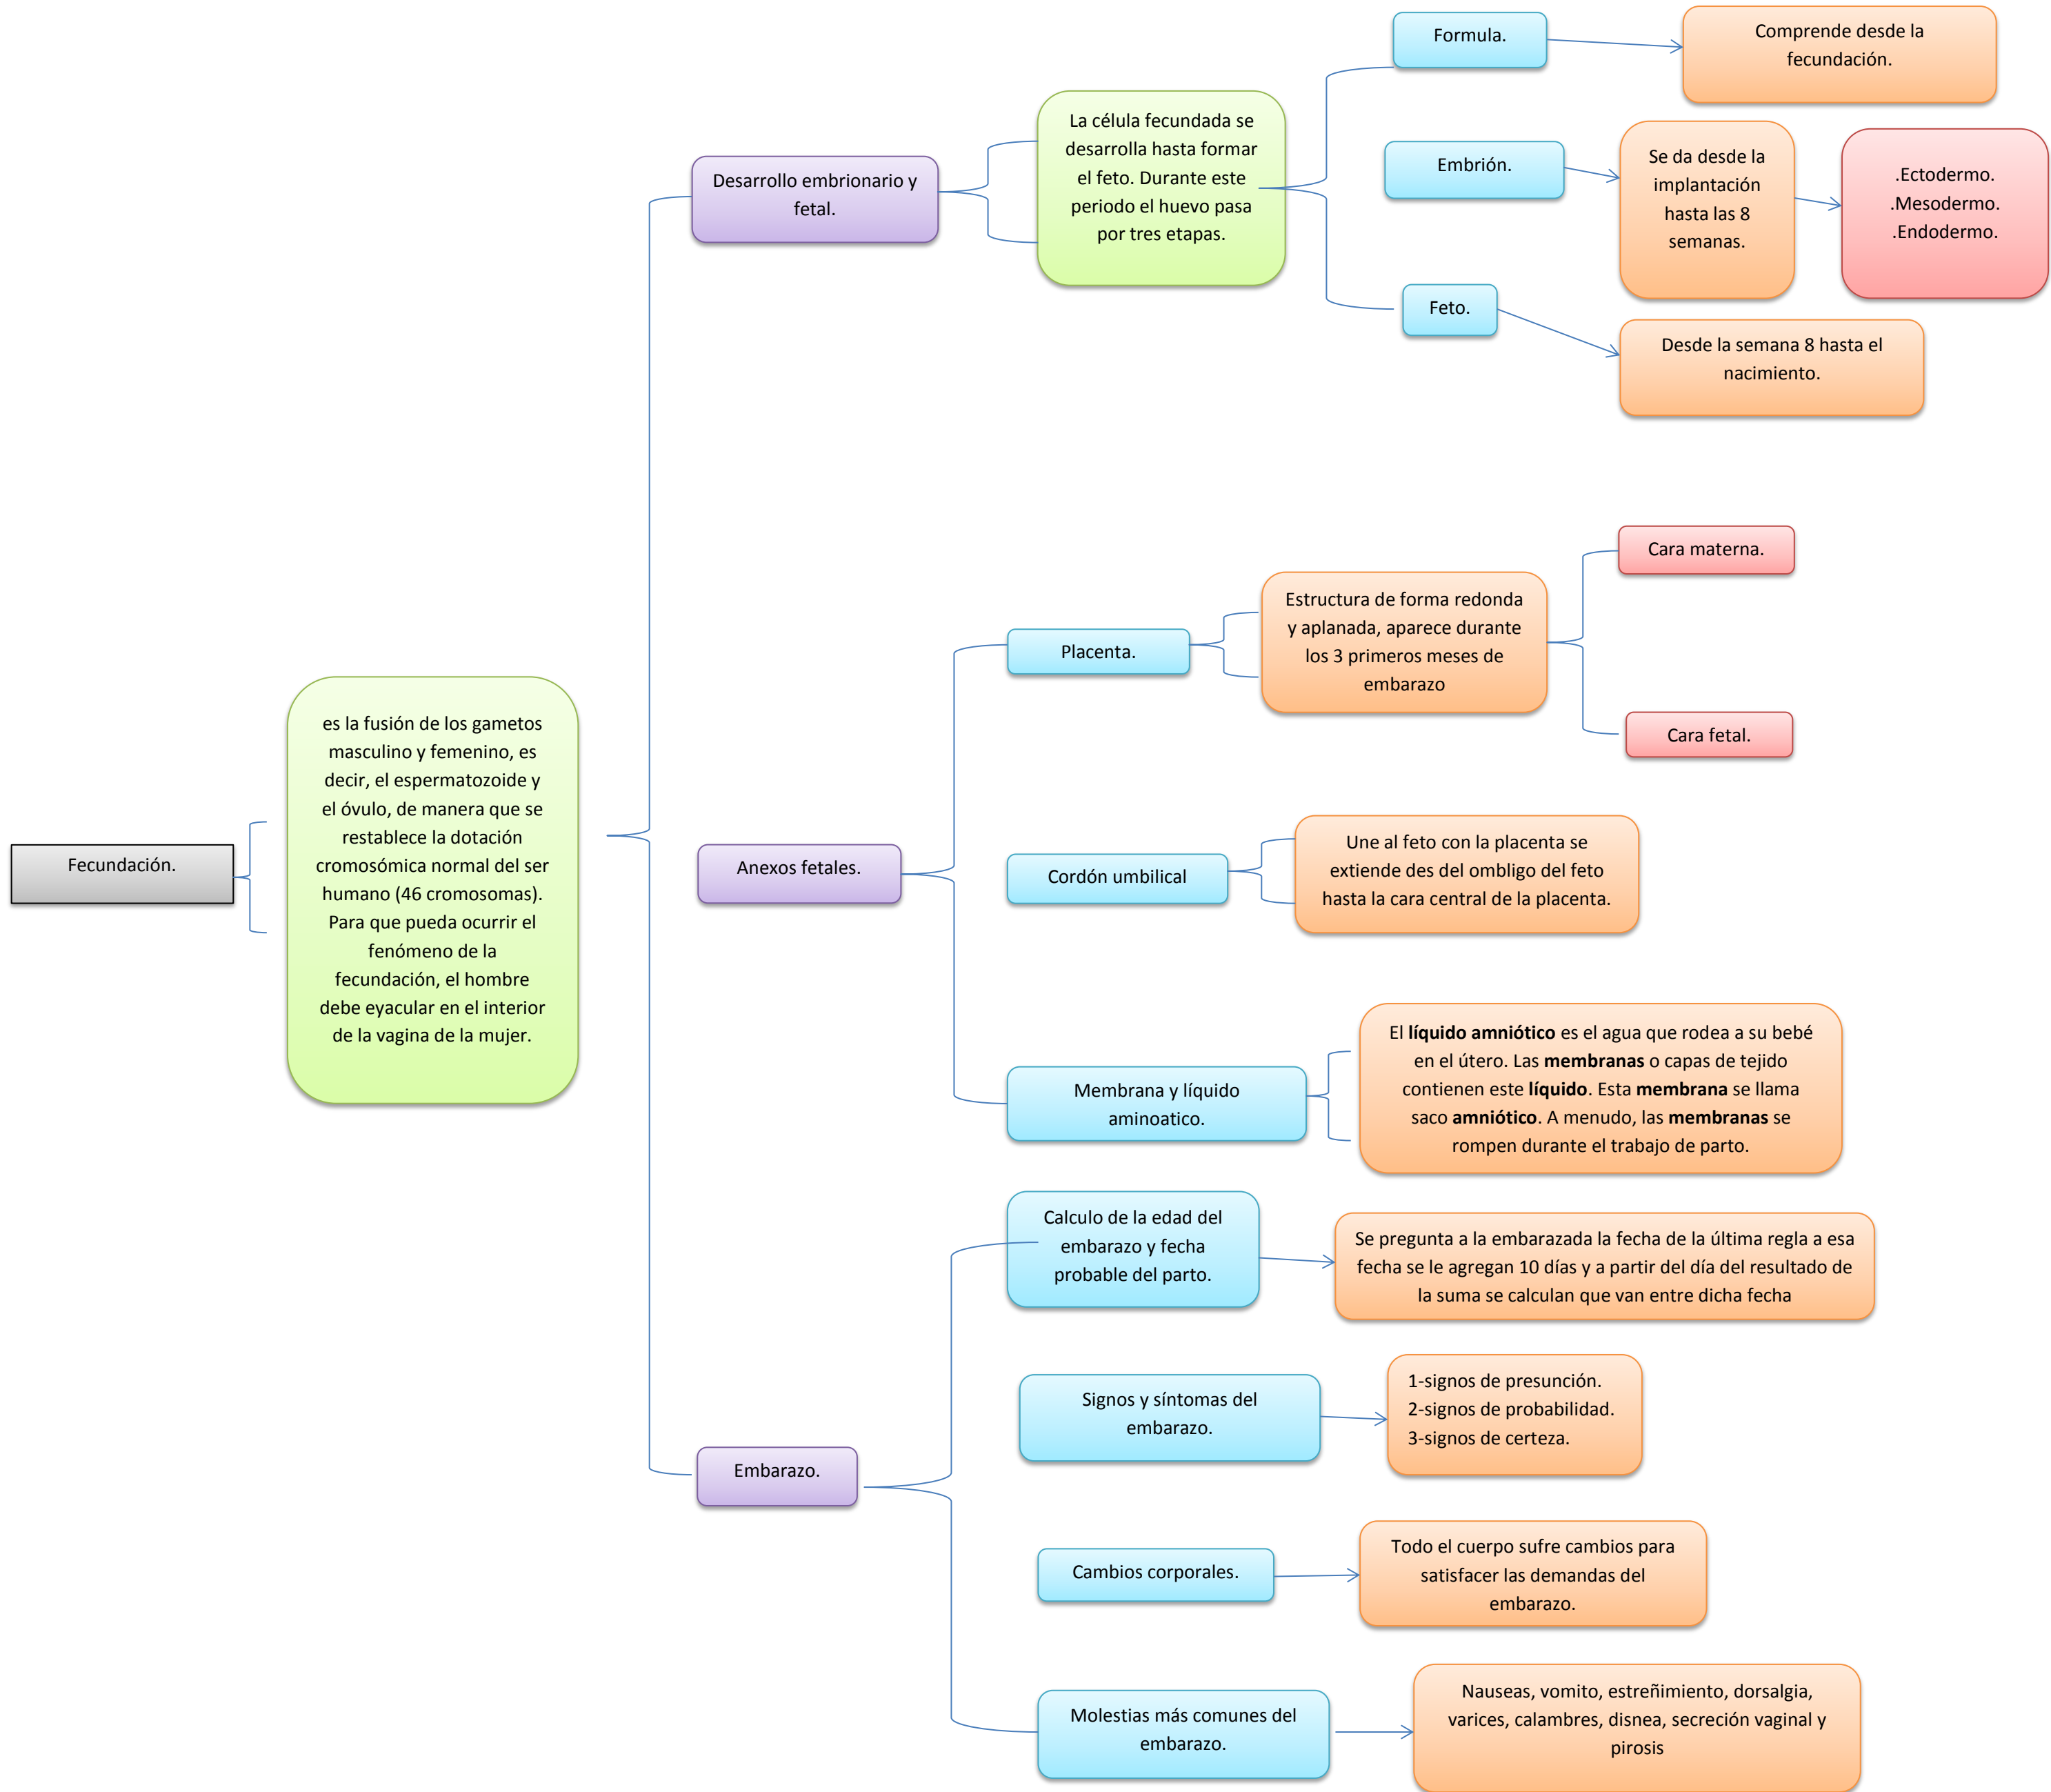 Fecundación.
es la fusión de los gametos
masculino y femenino, es
decir, el espermatozoide y
el óvulo, de manera que se
restablece la dotación
cromosómica normal del ser
humano (46 cromosomas).
Para que pueda ocurrir el
fenómeno de la
fecundación, el hombre
debe eyacular en el interior
de la vagina de la mujer.
Desarrollo embrionario y
fetal.
La célula fecundada se
desarrolla hasta formar
el feto. Durante este
periodo el huevo pasa
por tres etapas.
Formula.
Comprende desde la
fecundación.
Embrión.
Se da desde la
implantación
hasta las 8
semanas.
.Ectodermo.
.Mesodermo.
.Endodermo.
Feto.
Desde la semana 8 hasta el
nacimiento.
Anexos fetales.
Placenta.
Estructura de forma redonda
y aplanada, aparece durante
los 3 primeros meses de
embarazo
Cara materna.
Cara fetal.
Cordón umbilical
Une al feto con la placenta se
extiende des del ombligo del feto
hasta la cara central de la placenta.
Membrana y líquido
aminoatico.
El líquido amniótico es el agua que rodea a su bebé
en el útero. Las membranas o capas de tejido
contienen este líquido. Esta membrana se llama
saco amniótico. A menudo, las membranas se
rompen durante el trabajo de parto.
Embarazo.
Calculo de la edad del
embarazo y fecha
probable del parto.
Se pregunta a la embarazada la fecha de la última regla a esa
fecha se le agregan 10 días y a partir del día del resultado de
la suma se calculan que van entre dicha fecha
Signos y síntomas del
embarazo.
1-signos de presunción.
2-signos de probabilidad.
3-signos de certeza.
Cambios corporales.
Todo el cuerpo sufre cambios para
satisfacer las demandas del
embarazo.
Molestias más comunes del
embarazo.
Nauseas, vomito, estreñimiento, dorsalgia,
varices, calambres, disnea, secreción vaginal y
pirosis